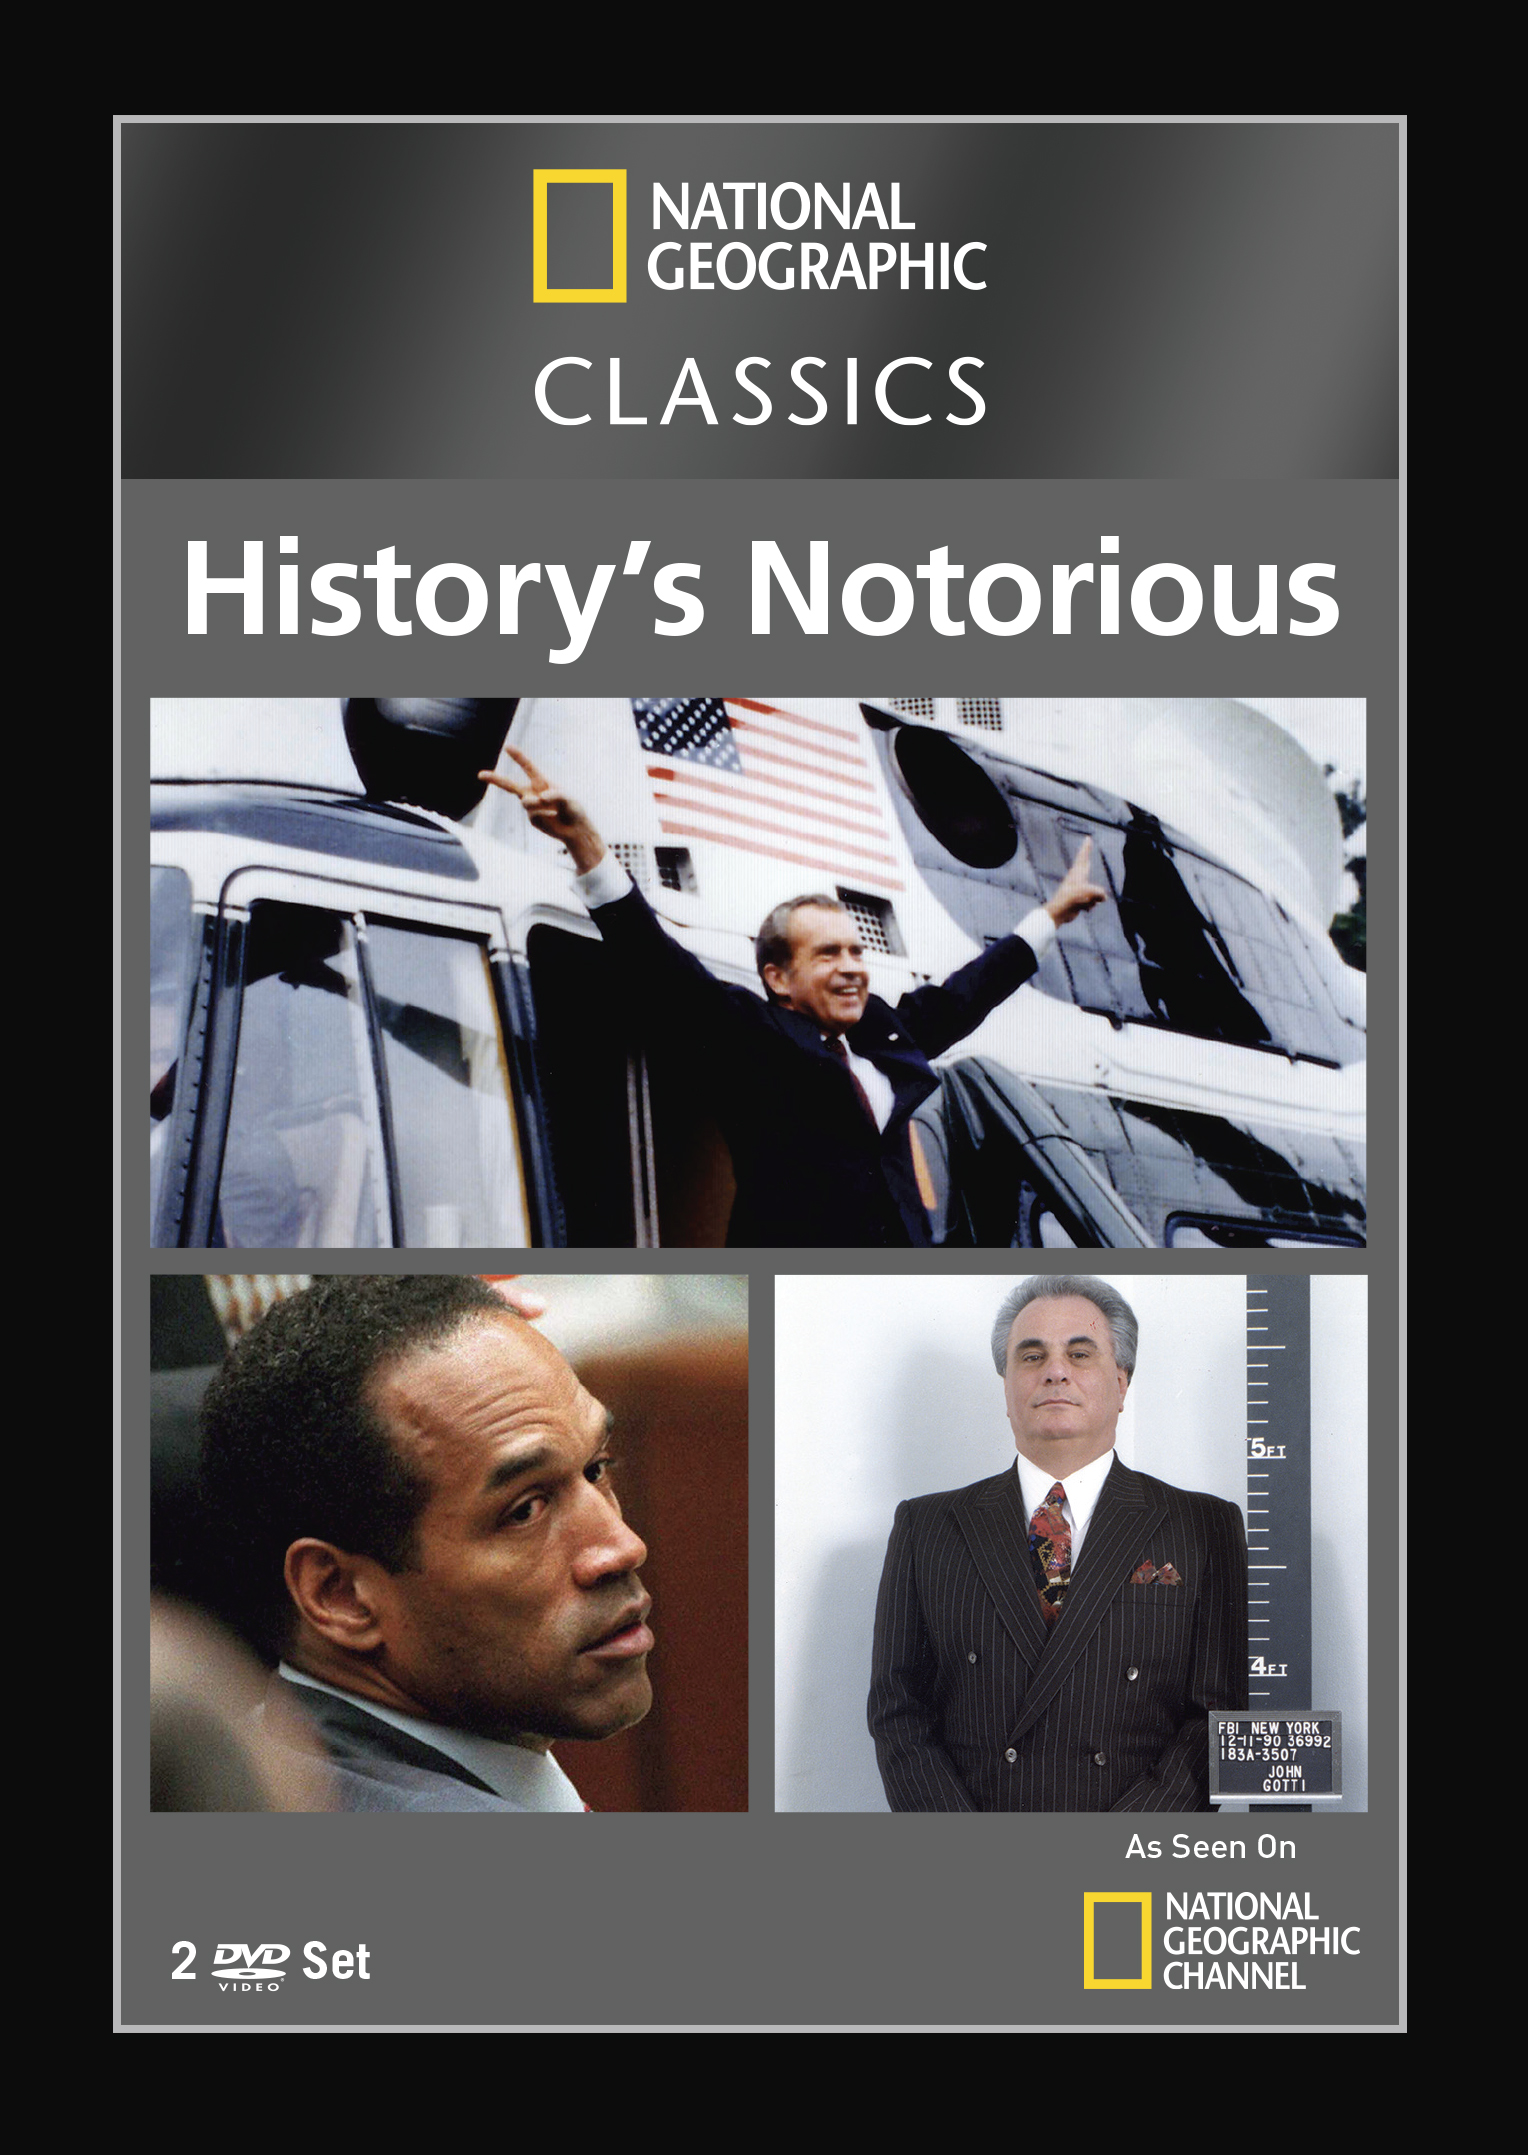 NATIONAL
GEOGRAPHIC
CLASSICS
History's Notorious
5FT
4FT
FBI NEW YORK
12-11-90 36992
183A-3507
JOHN
GOTTI
As Seen On
NATIONAL
GEOGRAPHIC
CHANNEL
2 DVD Set
VIDEO